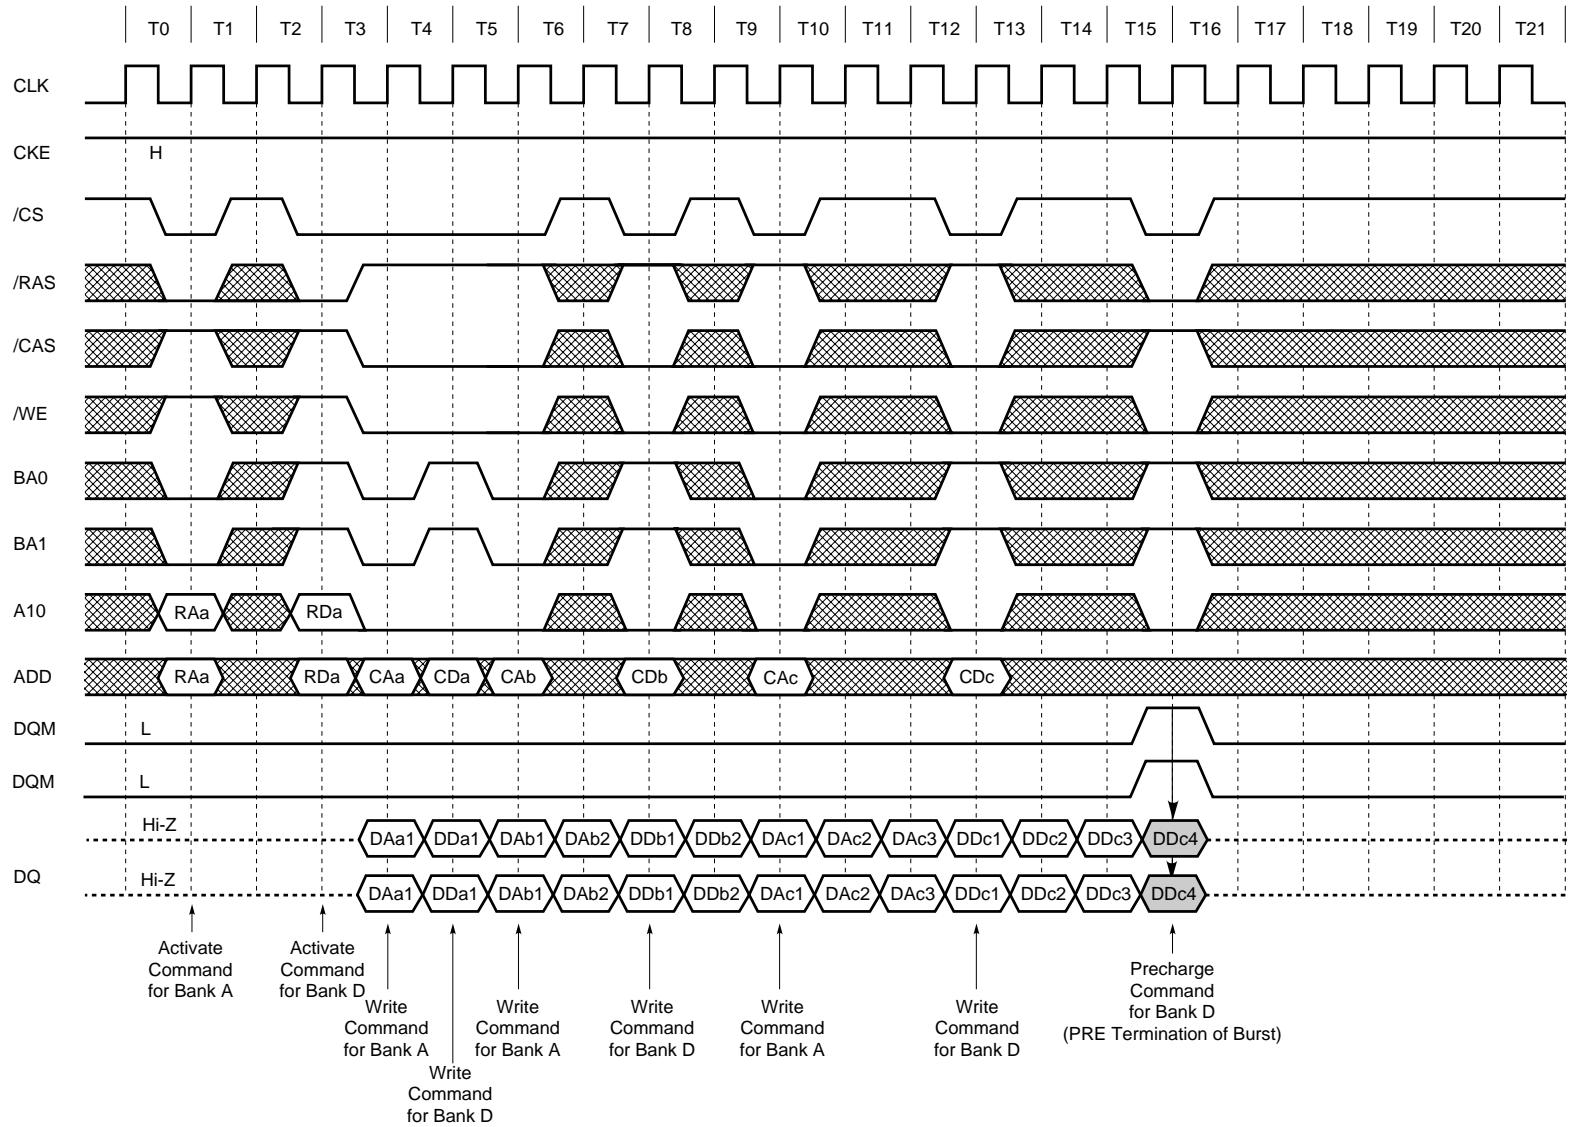 T0 T1 T2 T3 T4 T5 T6 T7 T8 T9 T10 T11 T12 T13 T14 T15 T16 T17 T18 T19 T20 T21
CLK
CKE H
/CS
/RAS
/CAS
/WE
BA0
BA1
A10 RAa RDa
ADD RAa RDa CAa CDa CAb CDb CAc CDc
DQM L
DQM L
Hi-Z DAa1 DDa1 DAb1 DAb2 DDb1 DDb2 DAc1 DAc2 DAc3 DDc1 DDc2 DDc3 DDc4
DQ
Hi-Z DAa1 DDa1 DAb1 DAb2 DDb1 DDb2 DAc1 DAc2 DAc3 DDc1 DDc2 DDc3 DDc4
Activate
Command
for Bank A
Activate
Command
for Bank D
Write
Command
for Bank A
Write
Command
for Bank D
Write
Command
for Bank A
Write
Command
for Bank D
Write
Command
for Bank A
Write
Command
for Bank D
Precharge
Command
for Bank D
(PRE Termination of Burst)